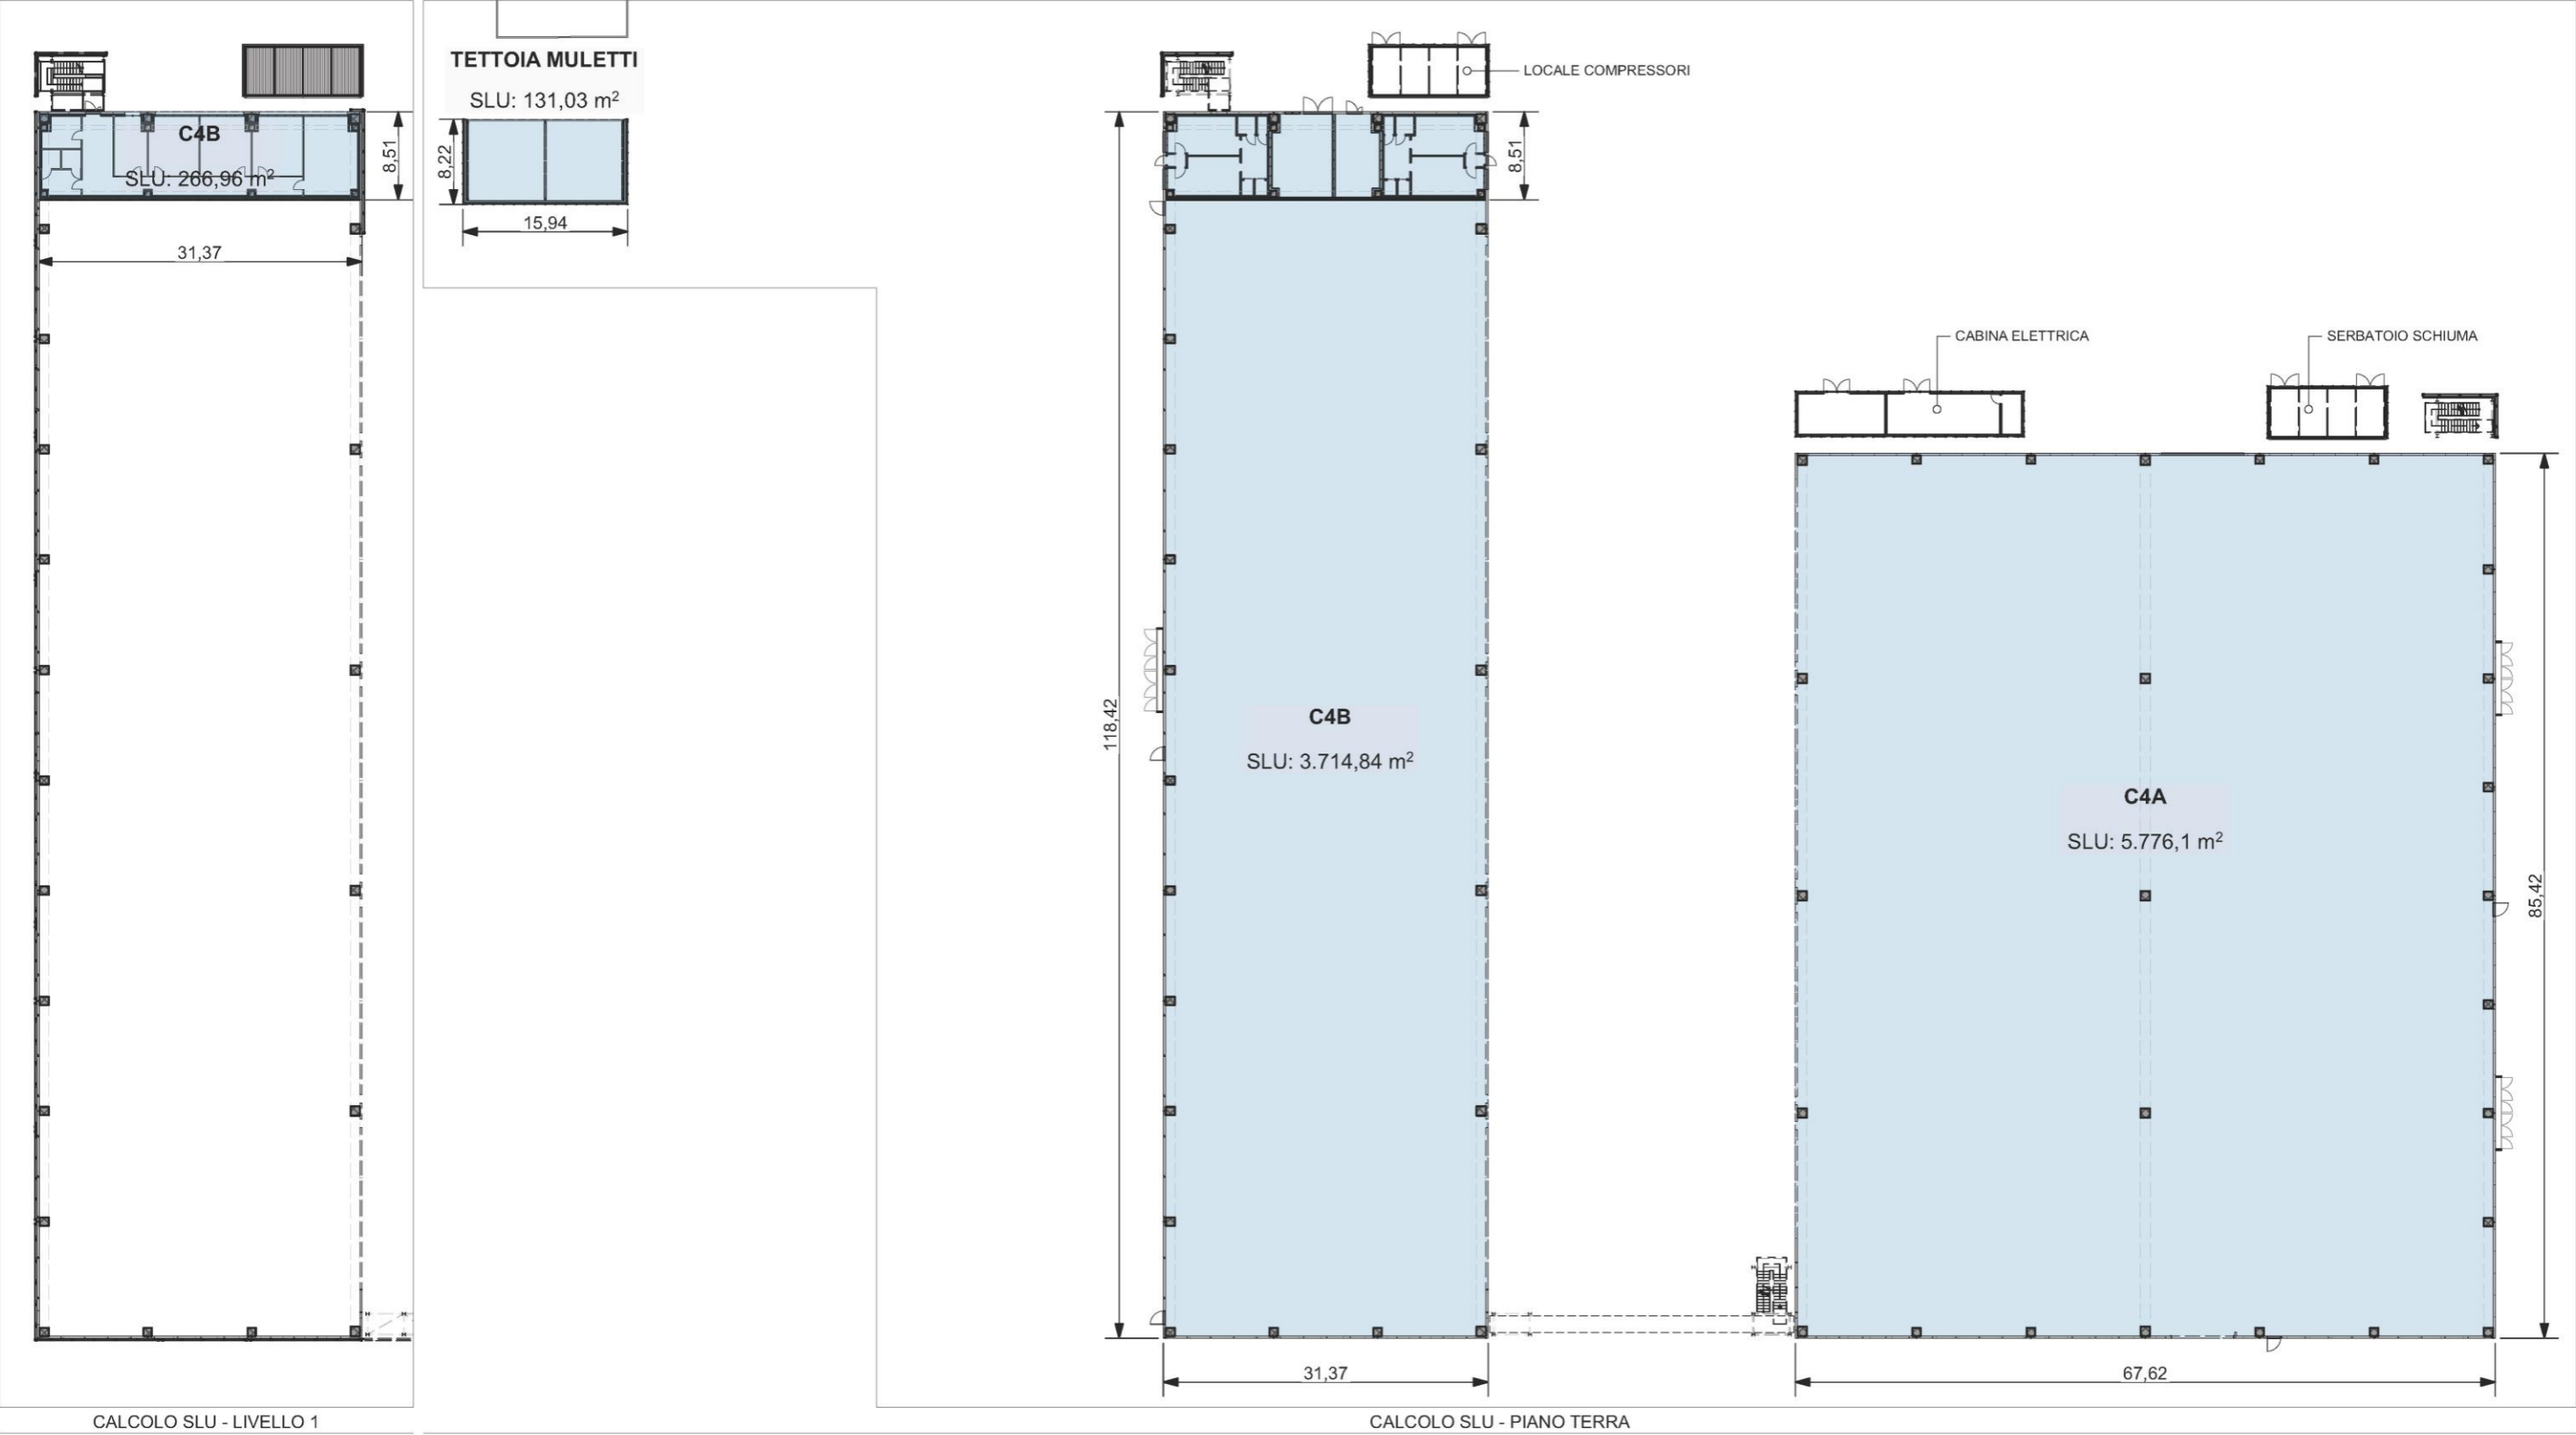 TETTOIA MULETTI
SLU: 131,03 m²
8,22
15,94
C4B
SLU: 266,96 m²
8,51
31,37
LOCALE COMPRESSORI
8,51
118,42
C4B
SLU: 3.714,84 m²
31,37
CABINA ELETTRICA
SERBATOIO SCHIUMA
C4A
SLU: 5.776,1 m²
85,42
67,62
CALCOLO SLU - LIVELLO 1
CALCOLO SLU - PIANO TERRA